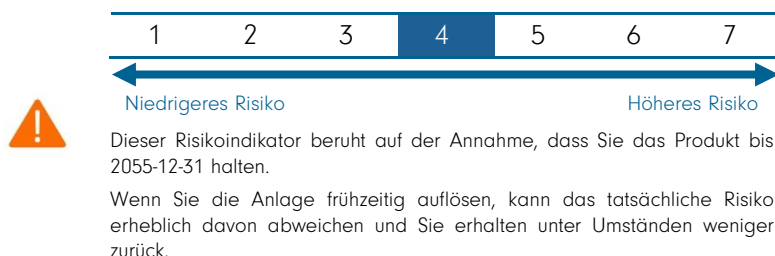 1 2 3 4 5 6 7
Niedrigeres Risiko Höheres Risiko
Dieser Risikoindikator beruht auf der Annahme, dass Sie das Produkt bis
2055-12-31 halten.
Wenn Sie die Anlage frühzeitig auflösen, kann das tatsächliche Risiko
erheblich davon abweichen und Sie erhalten unter Umständen weniger
zurück.